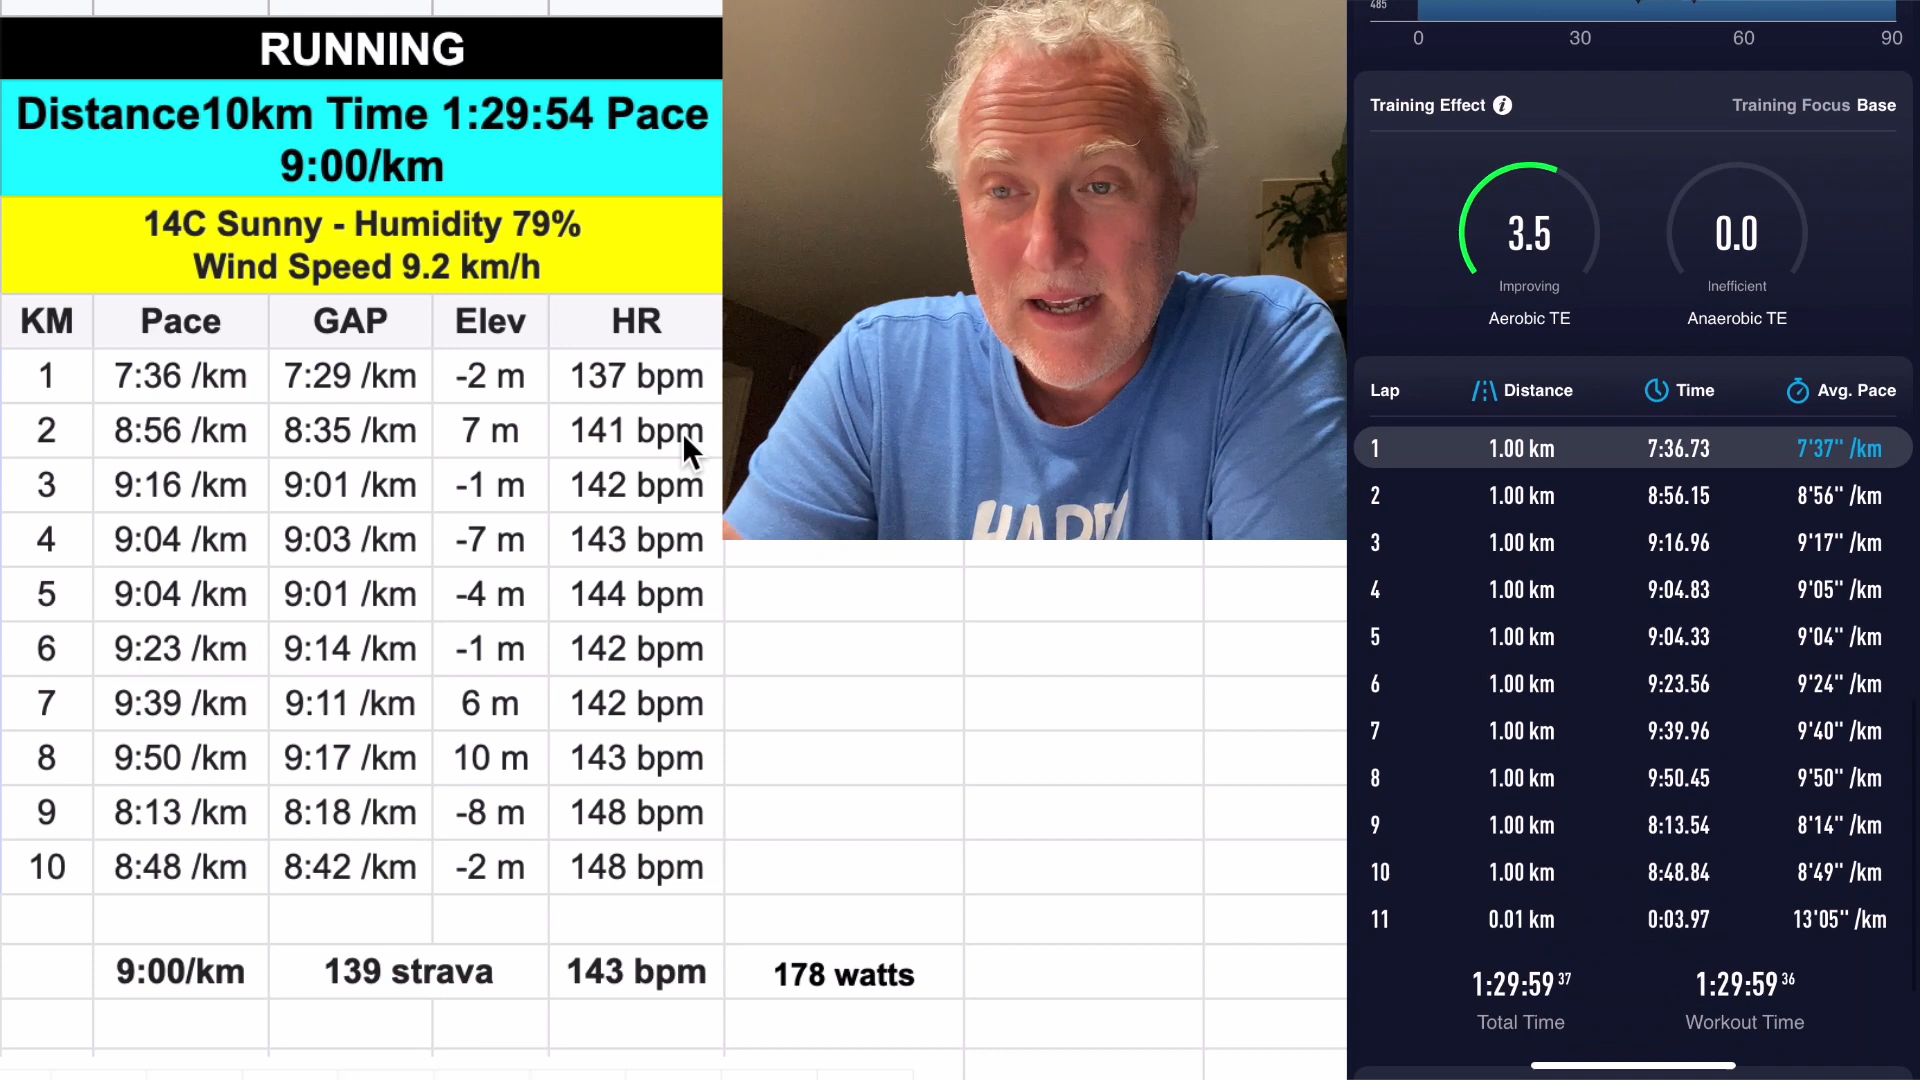 RUNNING
Distance10km Time 1:29:54 Pace
9:00/km
14C Sunny - Humidity 79%
Wind Speed 9.2 km/h
KM Pace GAP Elev HR
1 7:36 /km 7:29 /km -2 m 137 bpm
2 8:56 /km 8:35 /km 7 m 141 bpm
3 9:16 /km 9:01 /km -1 m 142 bpm
4 9:04 /km 9:03 /km -7 m 143 bpm
5 9:04 /km 9:01 /km -4 m 144 bpm
6 9:23 /km 9:14 /km -1 m 142 bpm
7 9:39 /km 9:11 /km 6 m 142 bpm
8 9:50 /km 9:17 /km 10 m 143 bpm
9 8:13 /km 8:18 /km -8 m 148 bpm
10 8:48 /km 8:42 /km -2 m 148 bpm
9:00/km 139 strava 143 bpm 178 watts
485
0 30 60 90
Training Effect i Training Focus Base
3.5 0.0
Improving Inefficient
Aerobic TE Anaerobic TE
Lap Distance Time Avg. Pace
1 1.00 km 7:36.73 7'37" /km
2 1.00 km 8:56.15 8'56" /km
3 1.00 km 9:16.96 9'17" /km
4 1.00 km 9:04.83 9'05" /km
5 1.00 km 9:04.33 9'04" /km
6 1.00 km 9:23.56 9'24" /km
7 1.00 km 9:39.96 9'40" /km
8 1.00 km 9:50.45 9'50" /km
9 1.00 km 8:13.54 8'14" /km
10 1.00 km 8:48.84 8'49" /km
11 0.01 km 0:03.97 13'05" /km
1:29:59 37 1:29:59 36
Total Time Workout Time